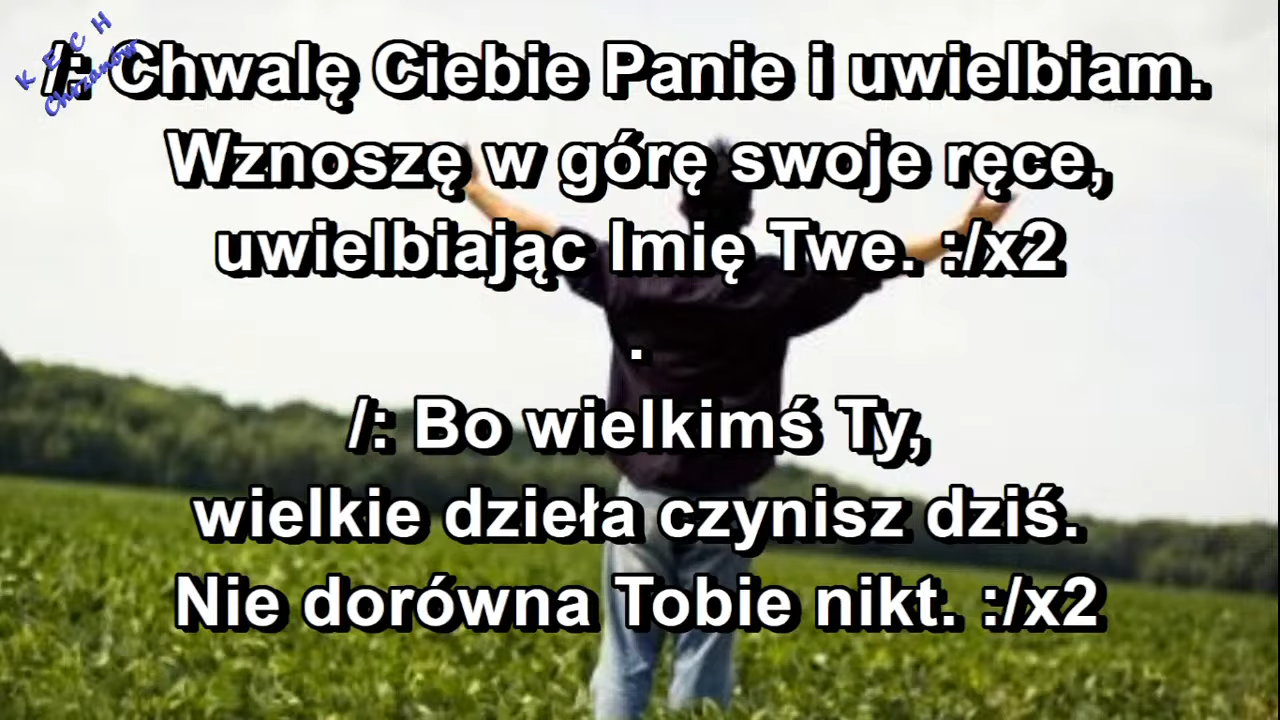 K E C H
Chrzanów
/: Chwalę Ciebie Panie i uwielbiam.
Wznoszę w górę swoje ręce,
uwielbiając Imię Twe. :/x2
.
/: Bo wielkimś Ty,
wielkie dzieła czynisz dziś.
Nie dorówna Tobie nikt. :/x2